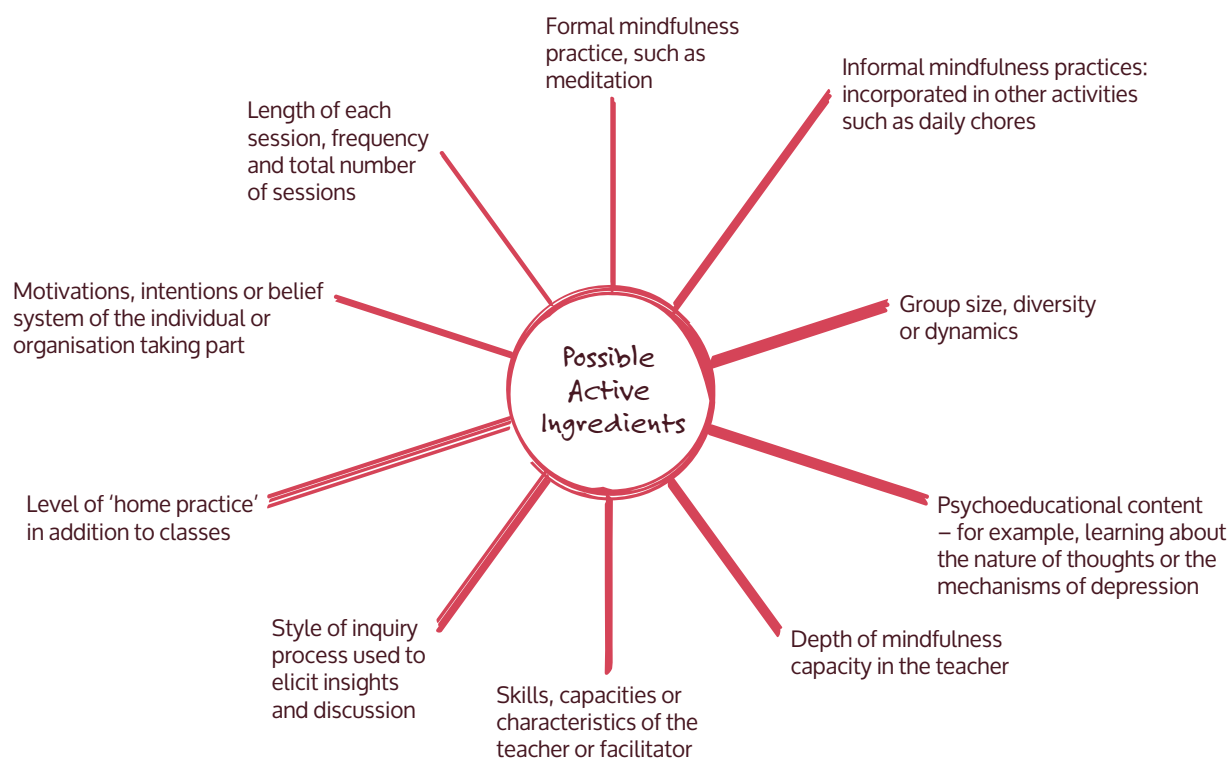 Formal mindfulness
practice, such as
meditation
Informal mindfulness practices:
incorporated in other activities
such as daily chores
Group size, diversity
or dynamics
Psychoeducational content
– for example, learning about
the nature of thoughts or the
mechanisms of depression
Depth of mindfulness
capacity in the teacher
Skills, capacities or
characteristics of the
teacher or facilitator
Style of inquiry
process used to
elicit insights
and discussion
Level of ‘home practice’
in addition to classes
Motivations, intentions or belief
system of the individual or
organisation taking part
Length of each
session, frequency
and total number
of sessions
Possible
Active
Ingredients